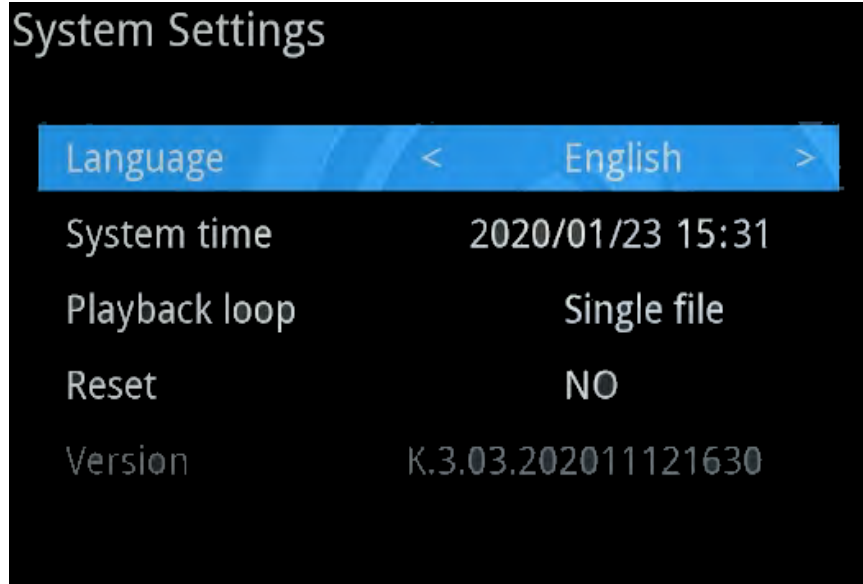 System Settings
Language < English >
System time 2020/01/23 15:31
Playback loop Single file
Reset NO
Version K.3.03.202011121630